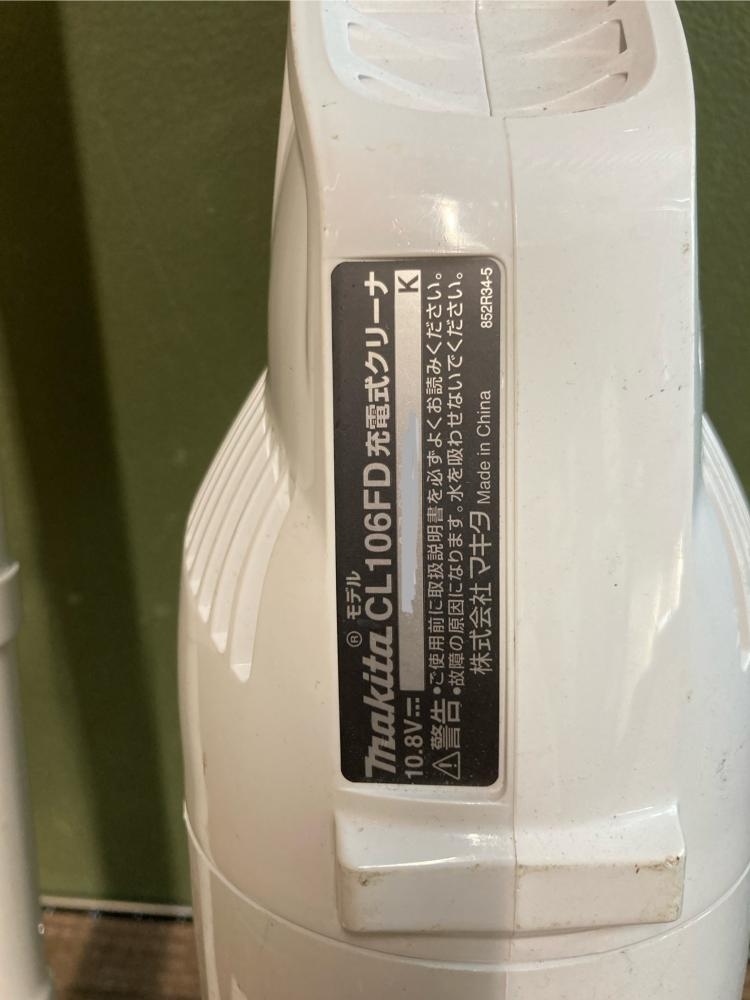 makita® モデル CL106FD 充電式クリーナ
10.8V⎓ K
⚠警告 •ご使用前に取扱説明書を必ずよくお読みください。
•故障の原因になります。水を吸わせないでください。
株式会社 マキタ Made in China 852R34-5